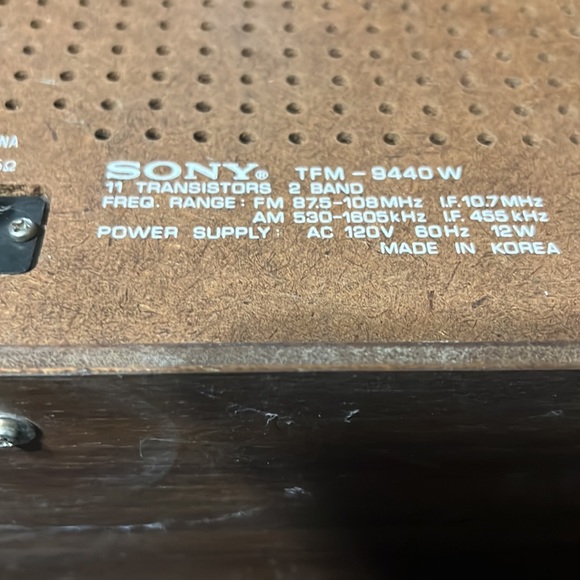 SONY® TFM-9440W
11 TRANSISTORS 2 BAND
FREQ. RANGE: FM 87.5-108MHz I.F. 10.7MHz
AM 530-1605kHz I.F. 455kHz
POWER SUPPLY: AC 120V 60Hz 12W
MADE IN KOREA